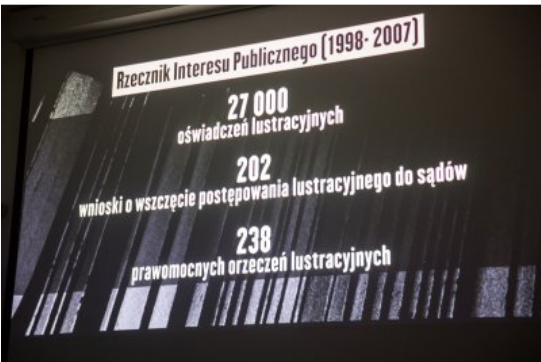 Rzecznik Interesu Publicznego (1998- 2007)
27 000
oświadczeń lustracyjnych
202
wnioski o wszczęcie postępowania lustracyjnego do sądów
238
prawomocnych orzeczeń lustracyjnych